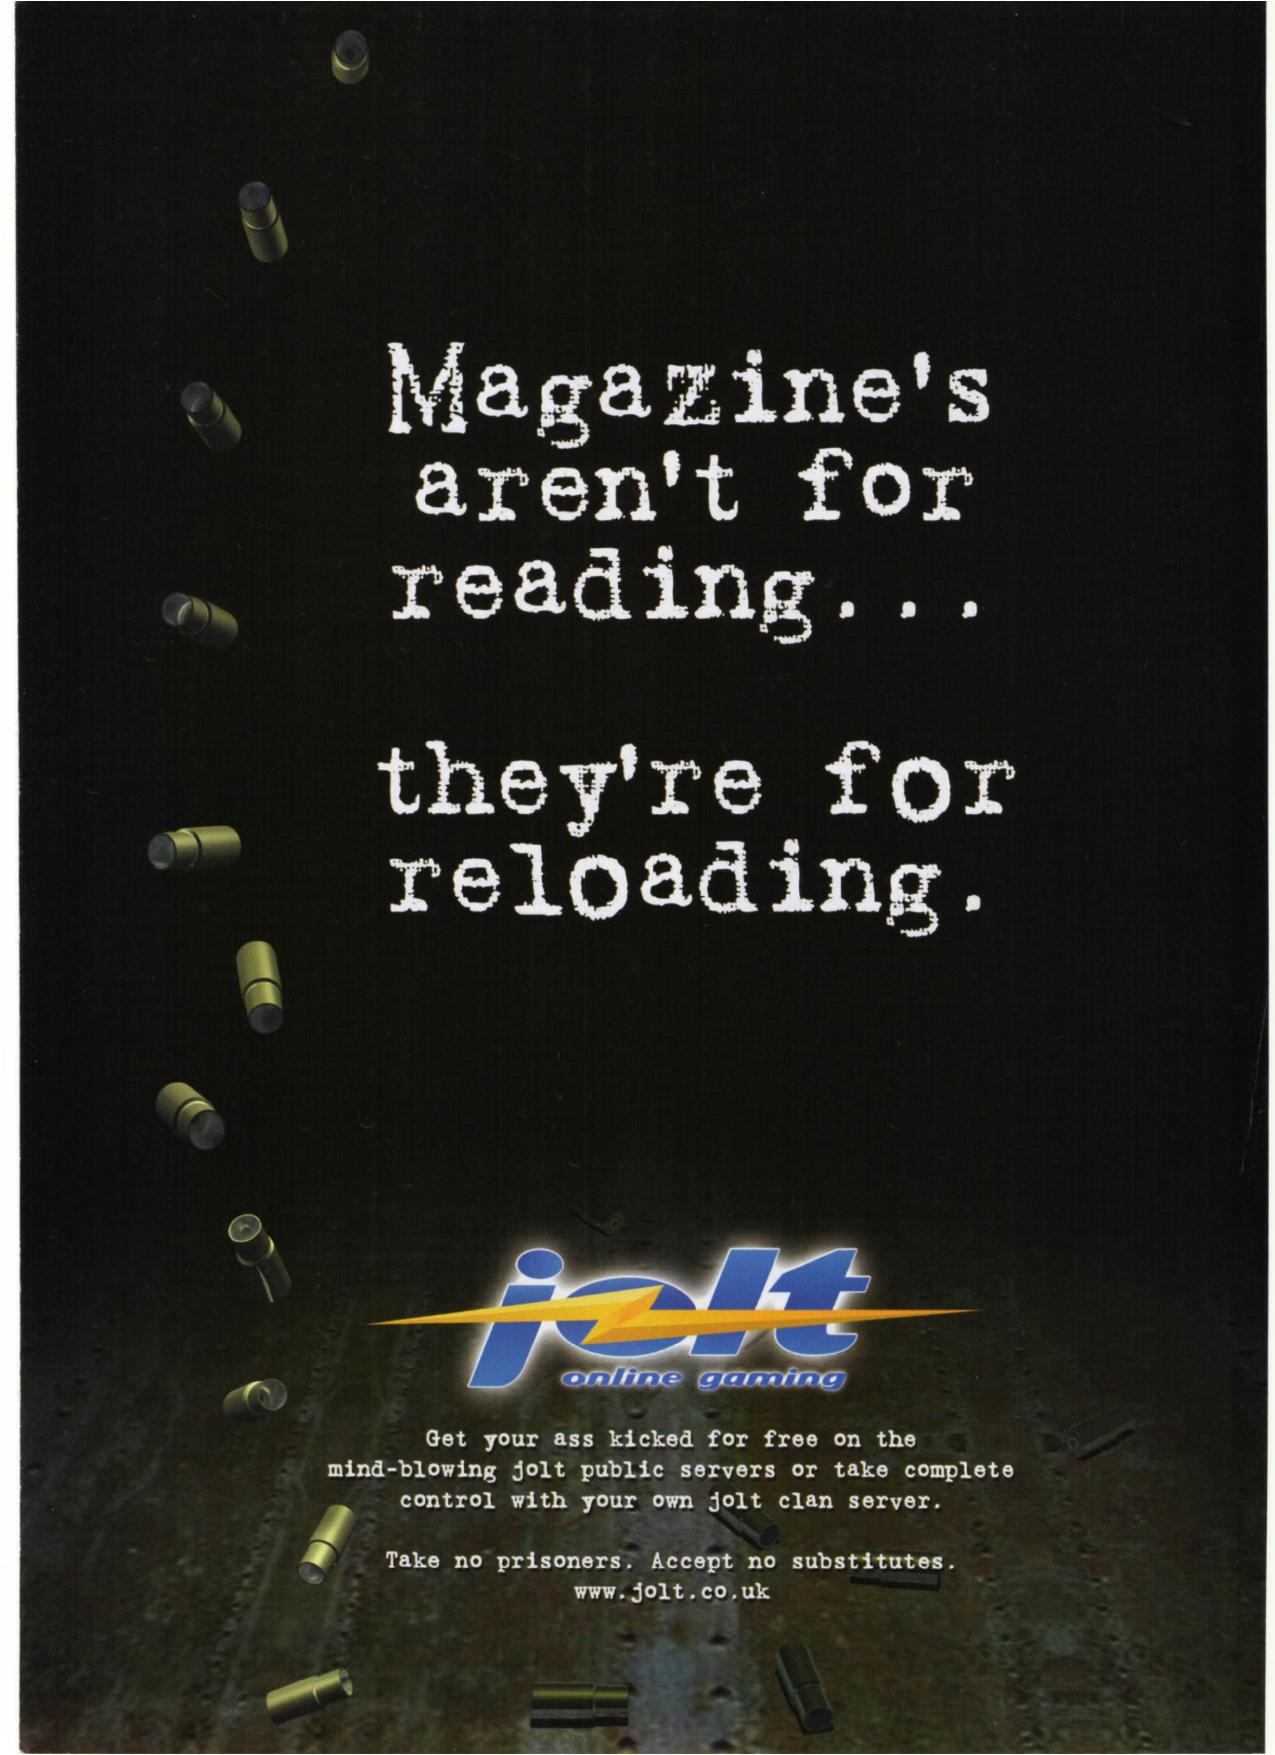 Magazine's
aren't for
reading...
they're for
reloading.
jolt
online gaming
Get your ass kicked for free on the
mind-blowing jolt public servers or take complete
control with your own jolt clan server.
Take no prisoners. Accept no substitutes.
www.jolt.co.uk